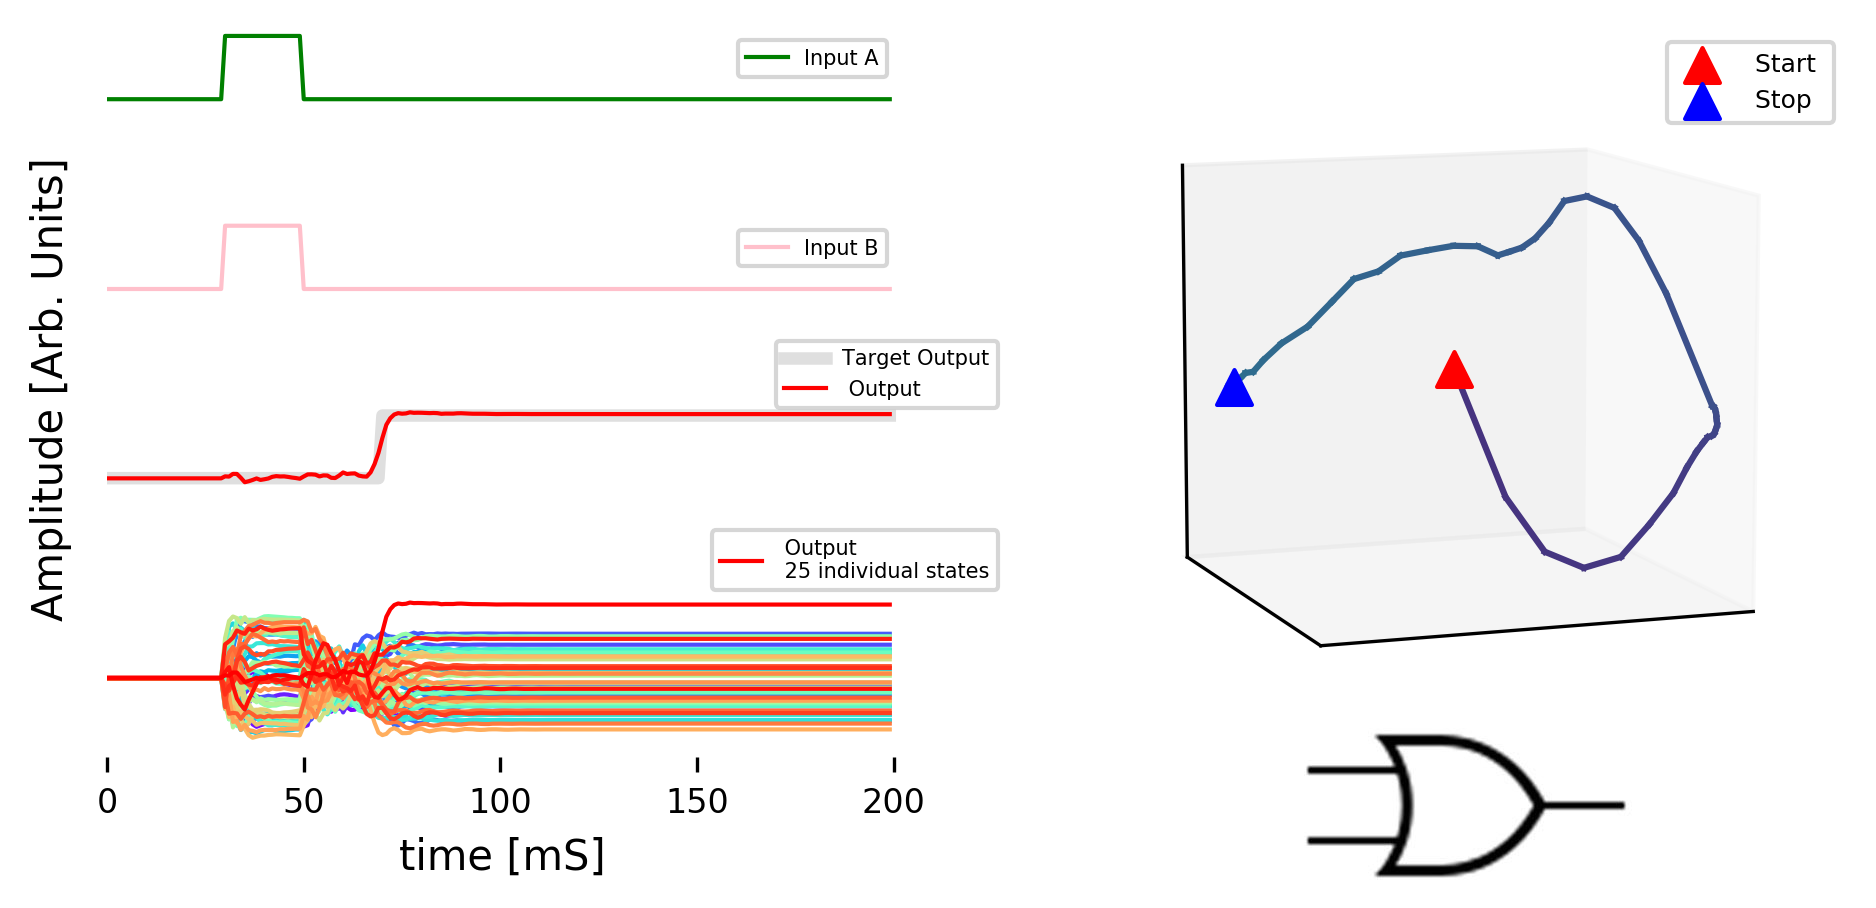 Input A
Input B
Target Output
Output
Output
25 individual states
Amplitude [Arb. Units]
0 50 100 150 200
time [mS]
Start
Stop